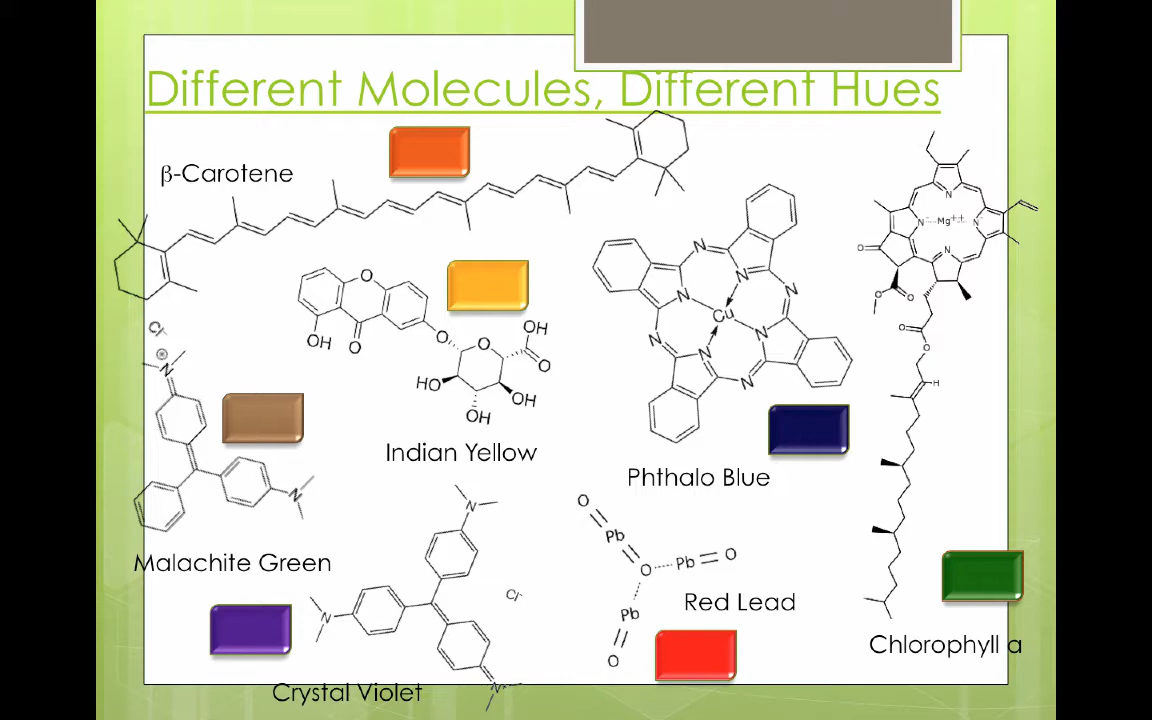 Different Molecules, Different Hues
β-Carotene
Mg++
N
N-
N-
N
O
O
O
O
O
H
O
OH
O
O
O
OH
O
HO
OH
OH
Indian Yellow
N
N
N
N
Cu
N
N
N
N
Phthalo Blue
Cl-
⊕
N
N
Malachite Green
N
N
Cl-
N
Crystal Violet
O
Pb
O
Pb
O
Pb
O
Red Lead
Chlorophyll a